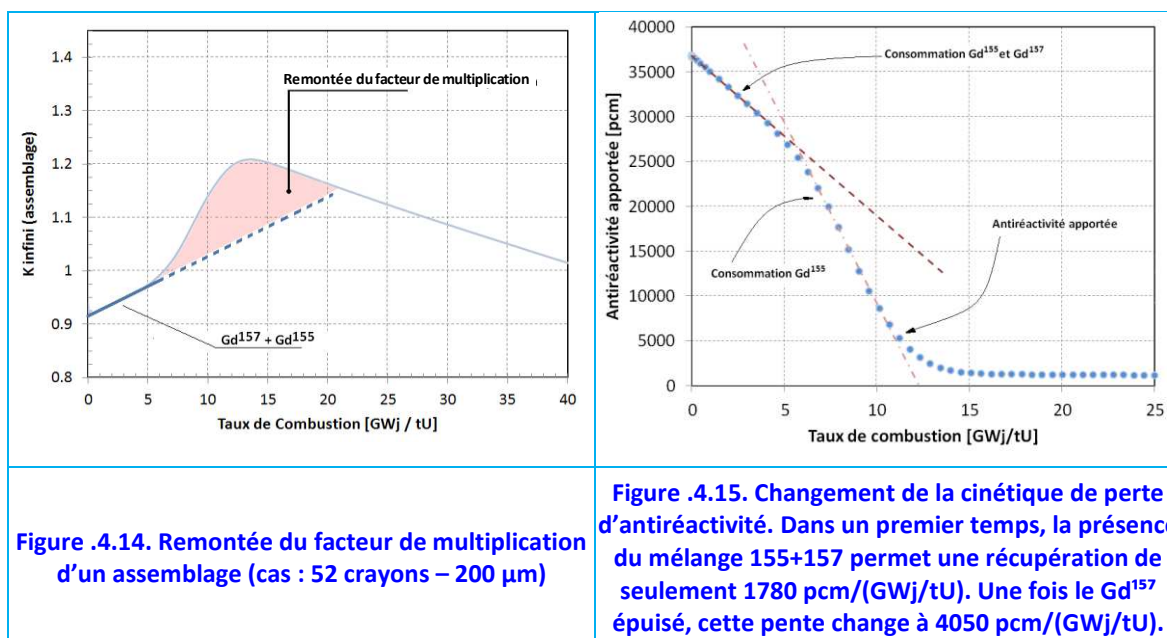 1.4
1.3
1.2
1.1
1
0.9
0.8
K infini (assemblage)
Remontée du facteur de multiplication
Gd157 + Gd155
0 5 10 15 20 25 30 35 40
Taux de Combustion [GWj / tU]
40000
35000
30000
25000
20000
15000
10000
5000
0
Antiréactivité apportée [pcm]
Consommation Gd155 et Gd157
Antiréactivité apportée
Consommation Gd155
0 5 10 15 20 25
Taux de combustion [GWj/tU]
Figure .4.14. Remontée du facteur de multiplication
d’un assemblage (cas : 52 crayons – 200 µm)
Figure .4.15. Changement de la cinétique de perte
d’antiréactivité. Dans un premier temps, la présence
du mélange 155+157 permet une récupération de
seulement 1780 pcm/(GWj/tU). Une fois le Gd¹⁵⁷
épuisé, cette pente change à 4050 pcm/(GWj/tU).